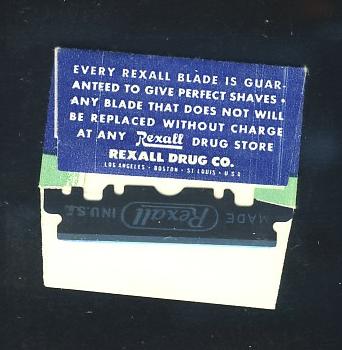 EVERY REXALL BLADE IS GUAR-
ANTEED TO GIVE PERFECT SHAVES •
ANY BLADE THAT DOES NOT WILL
BE REPLACED WITHOUT CHARGE
AT ANY Rexall DRUG STORE
REXALL DRUG CO.
LOS ANGELES • BOSTON • ST LOUIS • U.S.A
MADE Rexall IN U.S.A